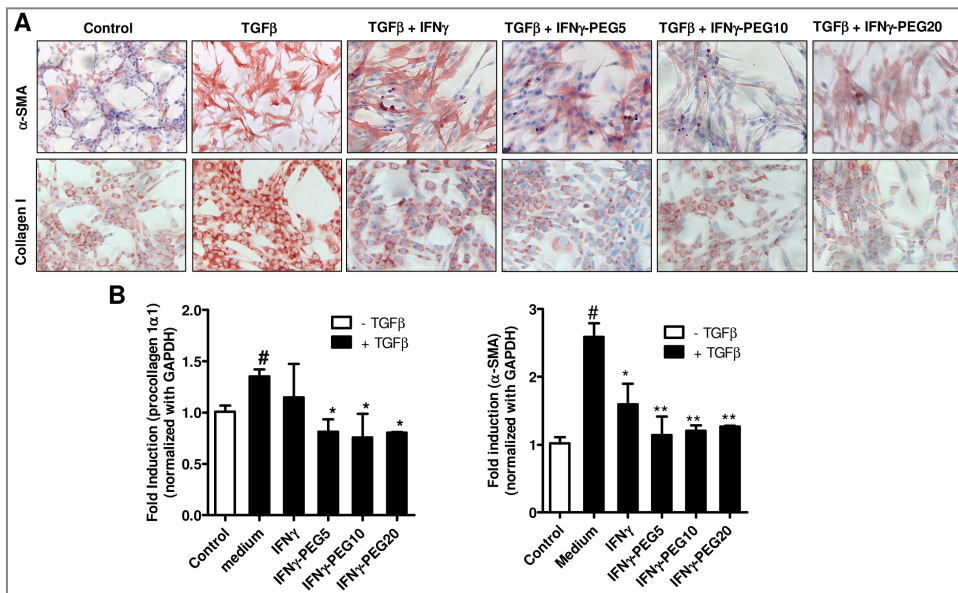 A
Control
TGFβ
TGFβ + IFNγ
TGFβ + IFNγ-PEG5
TGFβ + IFNγ-PEG10
TGFβ + IFNγ-PEG20
α-SMA
Collagen I
B
Fold Induction (procollagen 1α1)
(normalized with GAPDH)
2.0
1.5
1.0
0.5
0.0
- TGFβ
+ TGFβ
#
*
*
*
Control
medium
IFNγ
IFNγ-PEG5
IFNγ-PEG10
IFNγ-PEG20
Fold induction (α-SMA)
(normalized with GAPDH)
3
2
1
0
- TGFβ
+ TGFβ
#
*
**
**
**
Control
Medium
IFNγ
IFNγ-PEG5
IFNγ-PEG10
IFNγ-PEG20